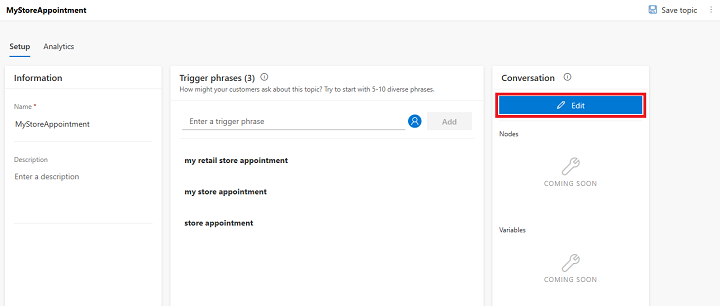 MyStoreAppointment
Save topic
Setup
Analytics
Information
Name *
MyStoreAppointment
Description
Enter a description
Trigger phrases (3)
How might your customers ask about this topic? Try to start with 5-10 diverse phrases.
Enter a trigger phrase
Add
my retail store appointment
my store appointment
store appointment
Conversation
Edit
Nodes
COMING SOON
Variables
COMING SOON